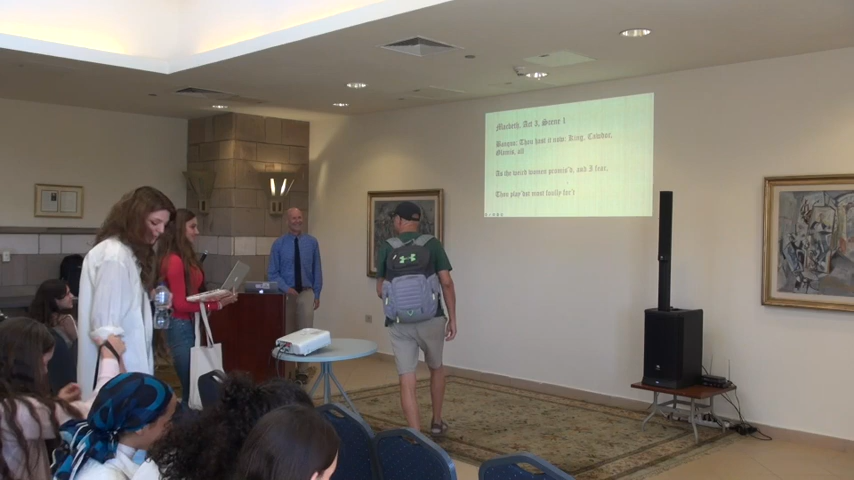 Macbeth, Act 3, Scene 1
Banquo: Thou hast it now: King, Cawdor,
Glamis, all
As the weird women promis'd, and I fear,
Thou play'dst most foully for't